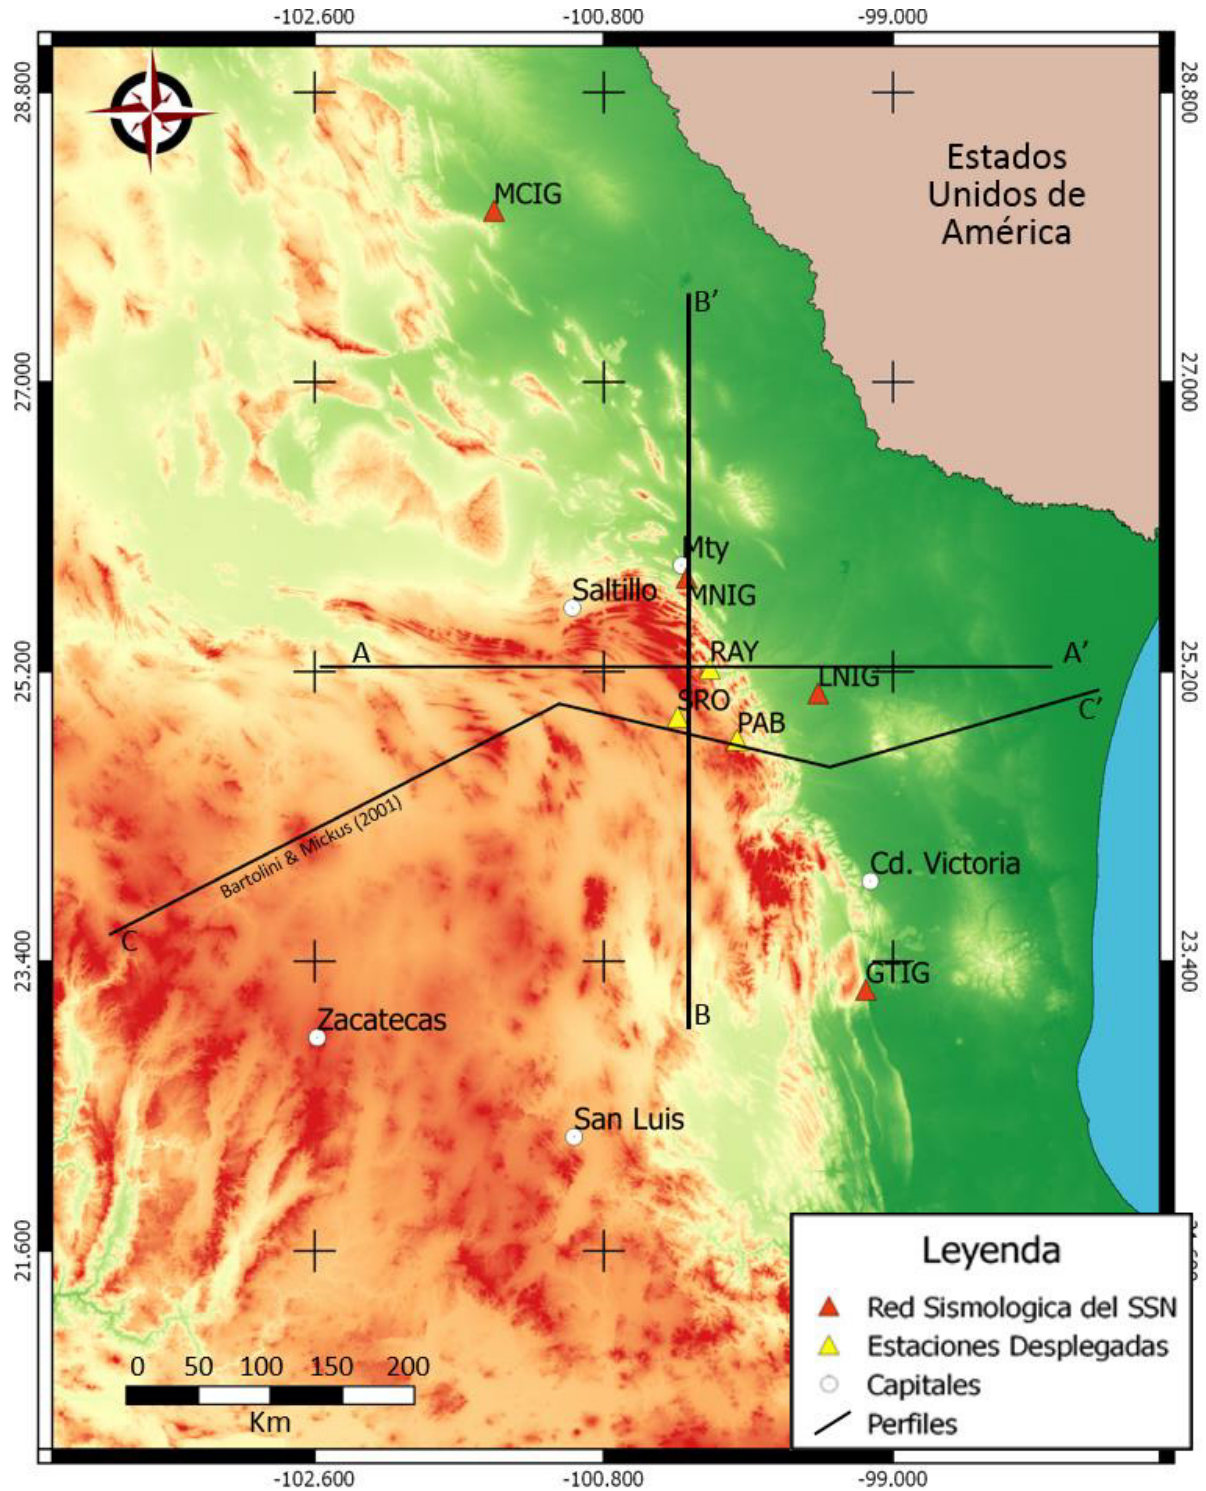 -102.600 -100.800 -99.000
28.800 28.800
Estados
Unidos de
América
MCIG
B’
27.000 27.000
Mty
Saltillo
MNIG
A RAY A’
25.200 LNIG 25.200
SRO C’
PAB
Bartolini & Mickus (2001)
Cd. Victoria
C
23.400 GTIG 23.400
B
Zacatecas
San Luis
21.600
Leyenda
Red Sismologica del SSN
Estaciones Desplegadas
Capitales
Perfiles
0 50 100 150 200
Km
-102.600 -100.800 -99.000